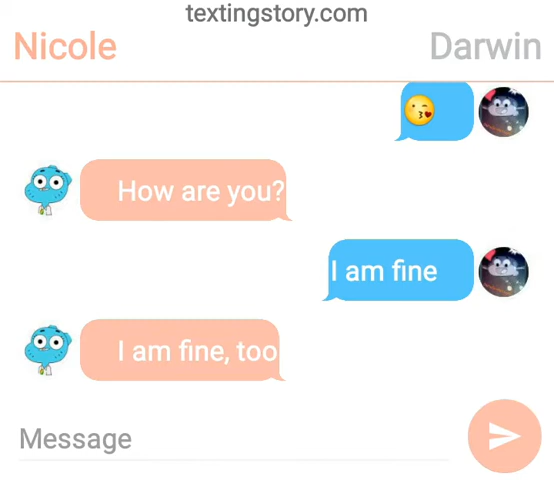 textingstory.com
Nicole Darwin
😘
How are you?
I am fine
I am fine, too
Message